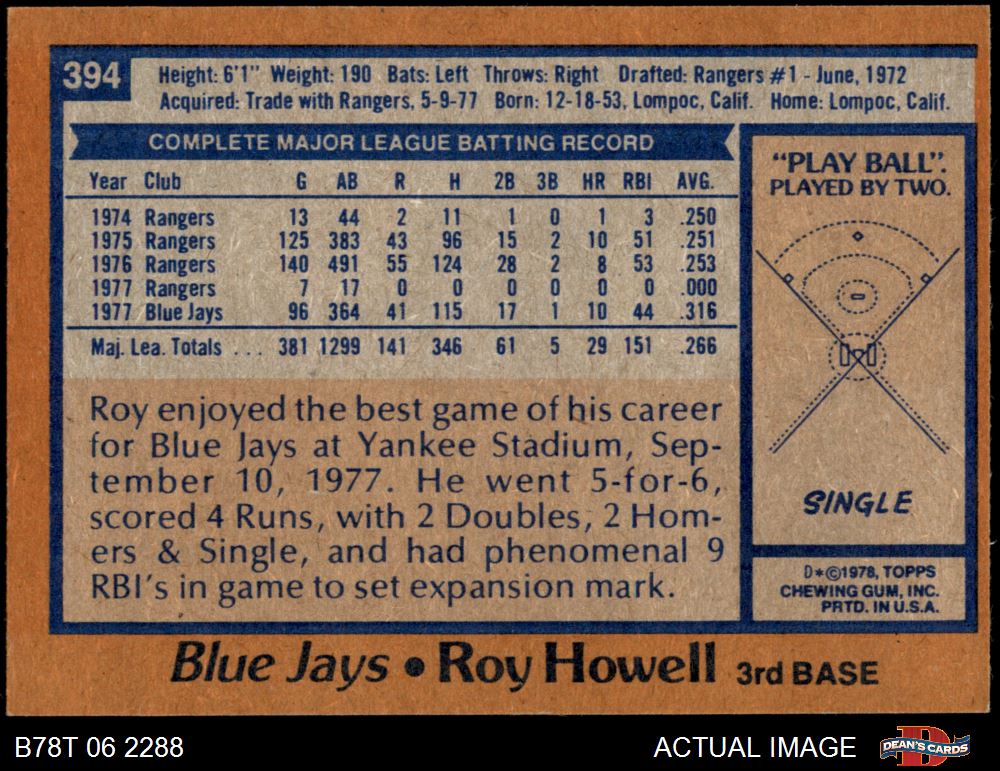 394
Height: 6'1" Weight: 190 Bats: Left Throws: Right Drafted: Rangers #1 - June, 1972
Acquired: Trade with Rangers, 5-9-77 Born: 12-18-53, Lompoc, Calif. Home: Lompoc, Calif.
COMPLETE MAJOR LEAGUE BATTING RECORD
Year Club G AB R H 2B 3B HR RBI AVG.
1974 Rangers 13 44 2 11 1 0 1 3 .250
1975 Rangers 125 383 43 96 15 2 10 51 .251
1976 Rangers 140 491 55 124 28 2 8 53 .253
1977 Rangers 7 17 0 0 0 0 0 0 .000
1977 Blue Jays 96 364 41 115 17 1 10 44 .316
Maj. Lea. Totals ... 381 1299 141 346 61 5 29 151 .266
Roy enjoyed the best game of his career
for Blue Jays at Yankee Stadium, Sep-
tember 10, 1977. He went 5-for-6,
scored 4 Runs, with 2 Doubles, 2 Hom-
ers & Single, and had phenomenal 9
RBI's in game to set expansion mark.
"PLAY BALL".
PLAYED BY TWO.
SINGLE
D*©1978, TOPPS
CHEWING GUM, INC.
PRTD. IN U.S.A.
Blue Jays • Roy Howell 3rd BASE
B78T 06 2288
ACTUAL IMAGE
DEAN'S CARDS